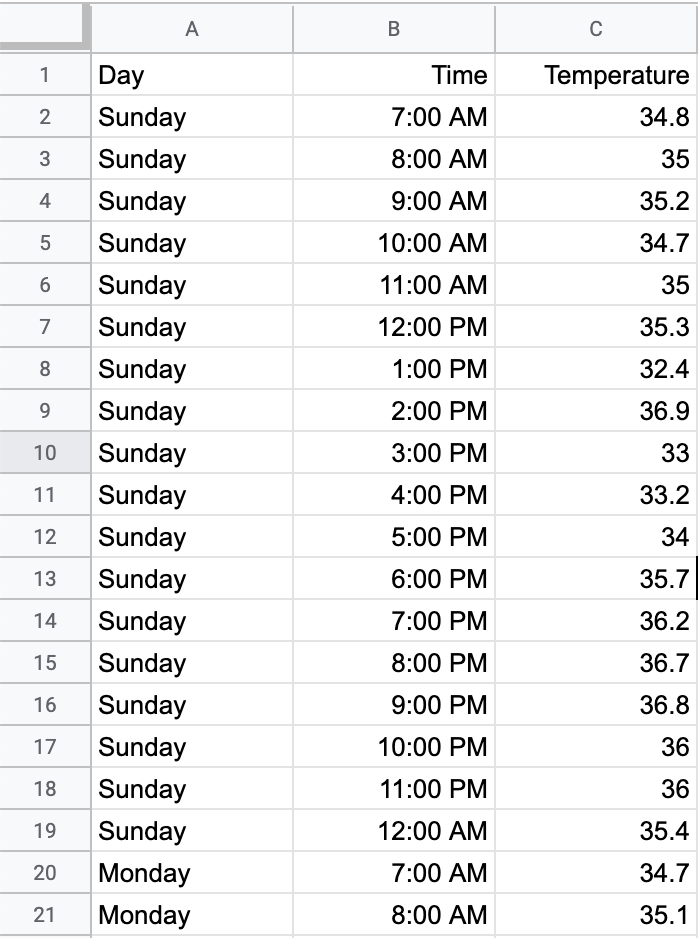 A B C
1 Day Time Temperature
2 Sunday 7:00 AM 34.8
3 Sunday 8:00 AM 35
4 Sunday 9:00 AM 35.2
5 Sunday 10:00 AM 34.7
6 Sunday 11:00 AM 35
7 Sunday 12:00 PM 35.3
8 Sunday 1:00 PM 32.4
9 Sunday 2:00 PM 36.9
10 Sunday 3:00 PM 33
11 Sunday 4:00 PM 33.2
12 Sunday 5:00 PM 34
13 Sunday 6:00 PM 35.7
14 Sunday 7:00 PM 36.2
15 Sunday 8:00 PM 36.7
16 Sunday 9:00 PM 36.8
17 Sunday 10:00 PM 36
18 Sunday 11:00 PM 36
19 Sunday 12:00 AM 35.4
20 Monday 7:00 AM 34.7
21 Monday 8:00 AM 35.1